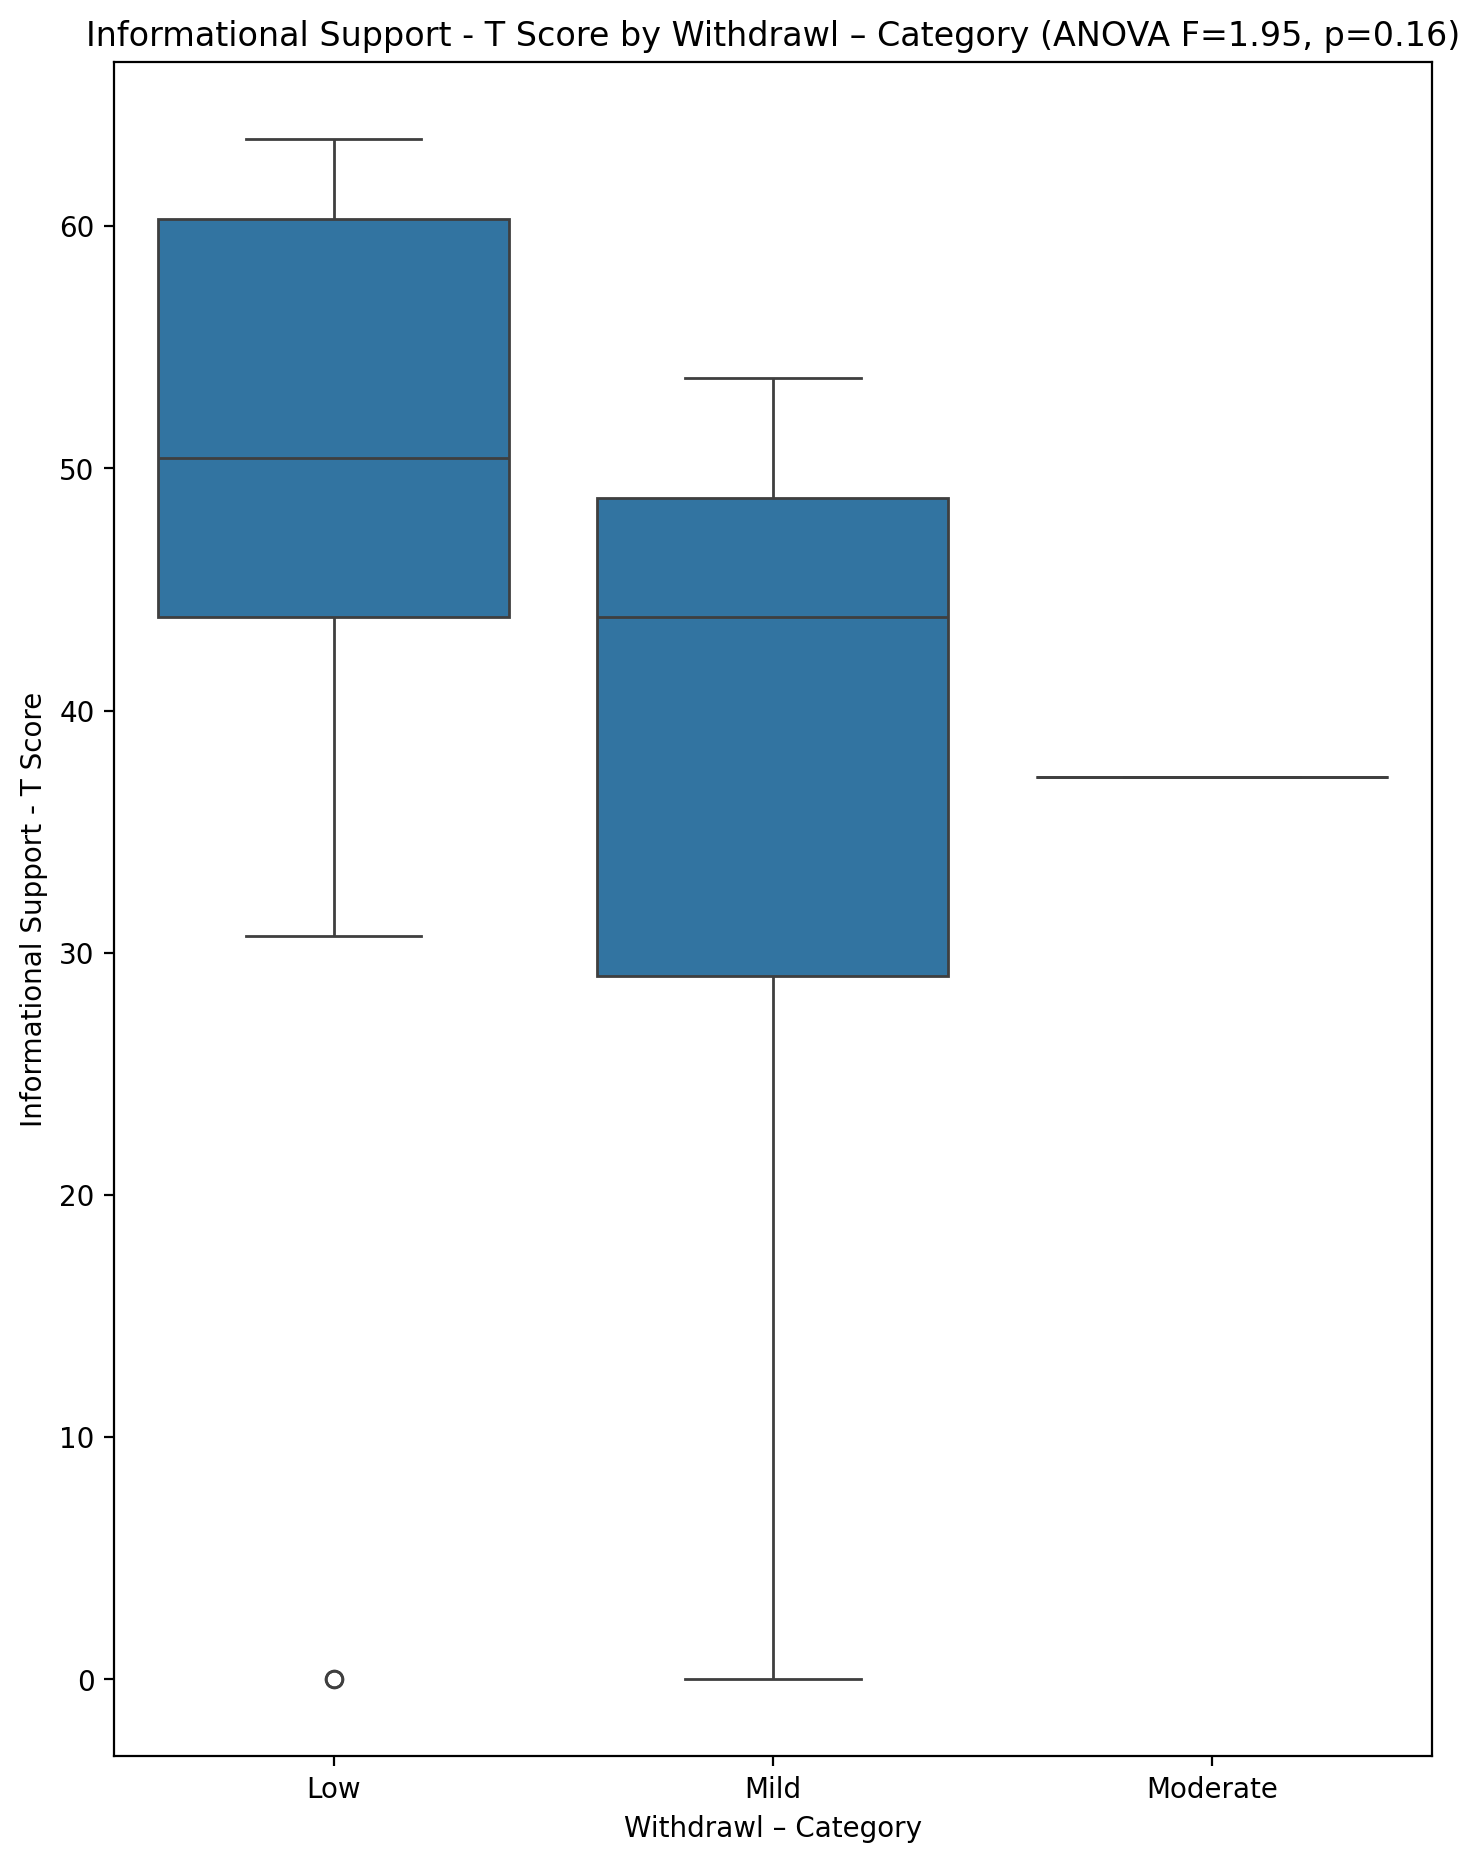 Informational Support - T Score by Withdrawl – Category (ANOVA F=1.95, p=0.16)
Informational Support - T Score
60
50
40
30
20
10
0
Low
Mild
Moderate
Withdrawl – Category